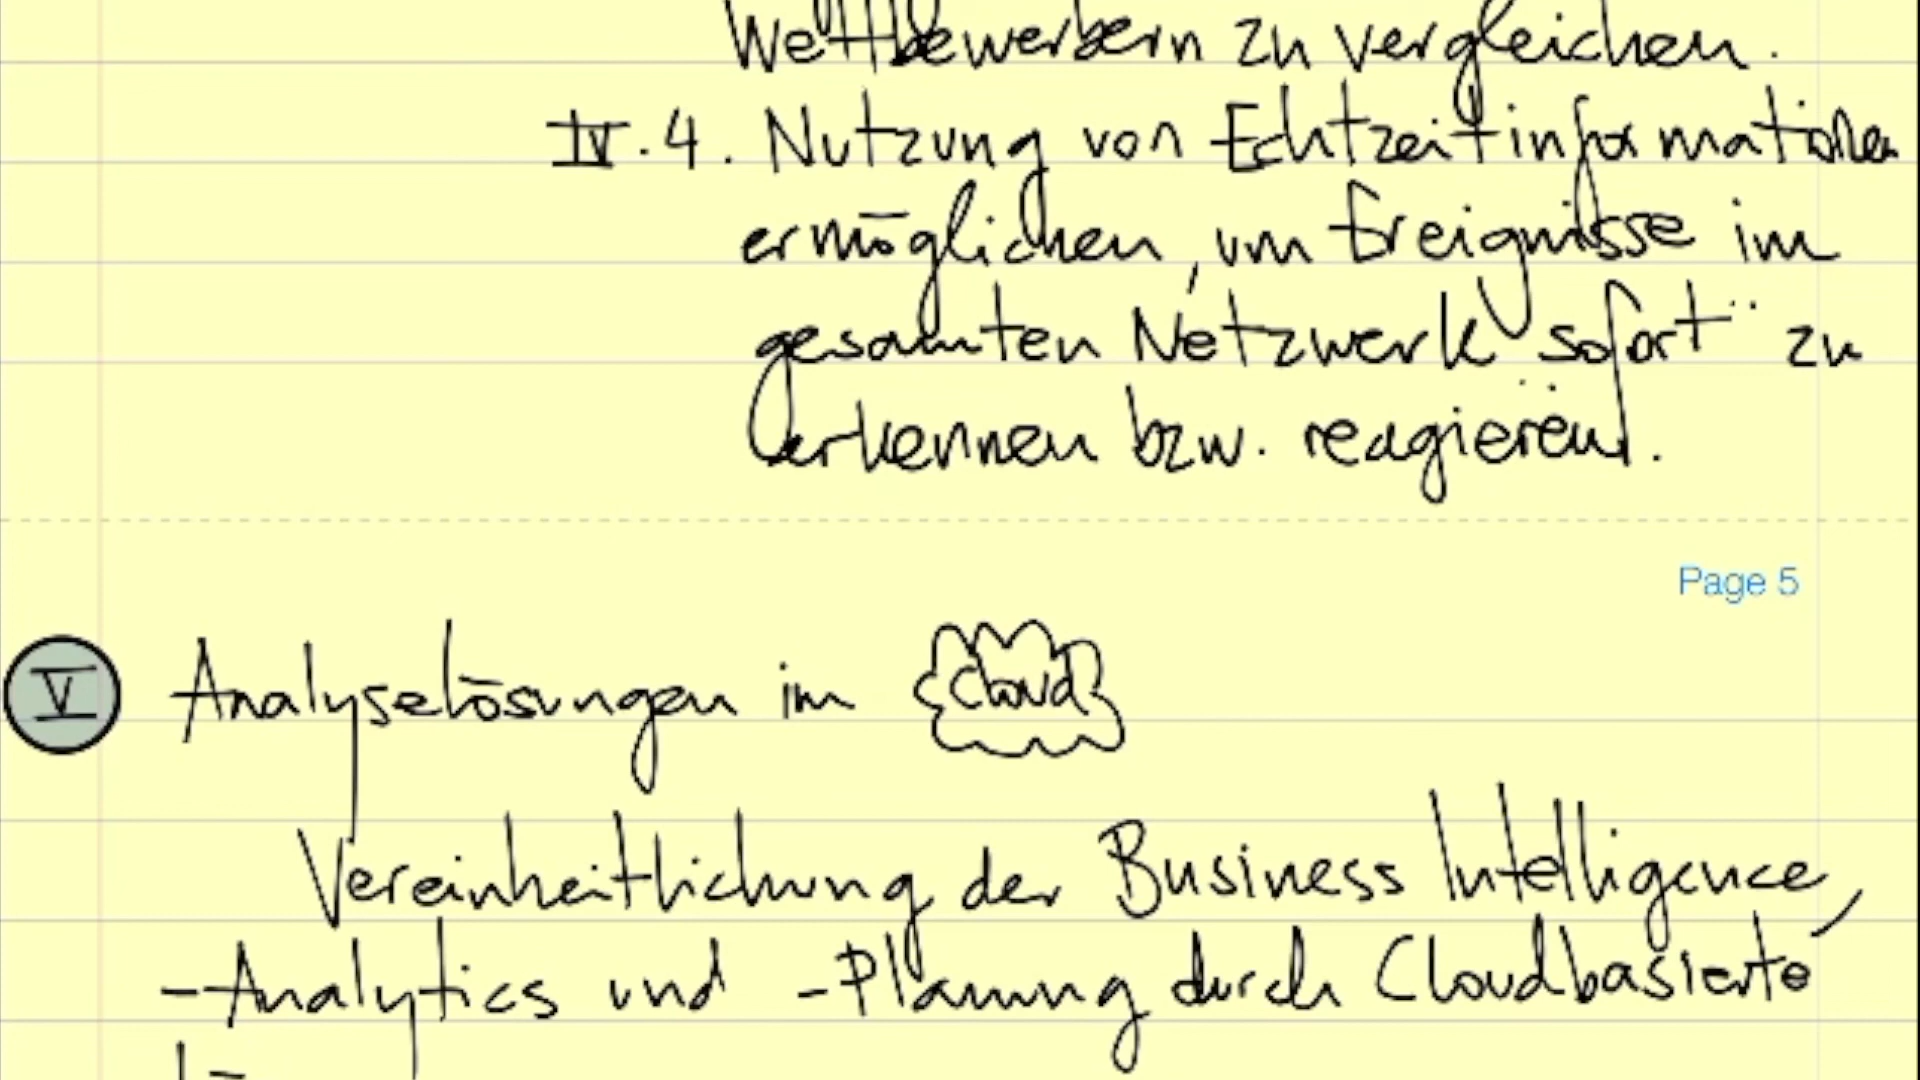 Wettbewerbern zu vergleichen.
IV.4. Nutzung von Echtzeitinformationen
ermöglichen, um Ereignisse im
gesamten Netzwerk sofort zu
erkennen bzw. reagieren.
Page 5
V Analyselösungen im Cloud
Vereinheitlichung der Business Intelligence,
-Analytics und -Planung durch Cloudbasierte